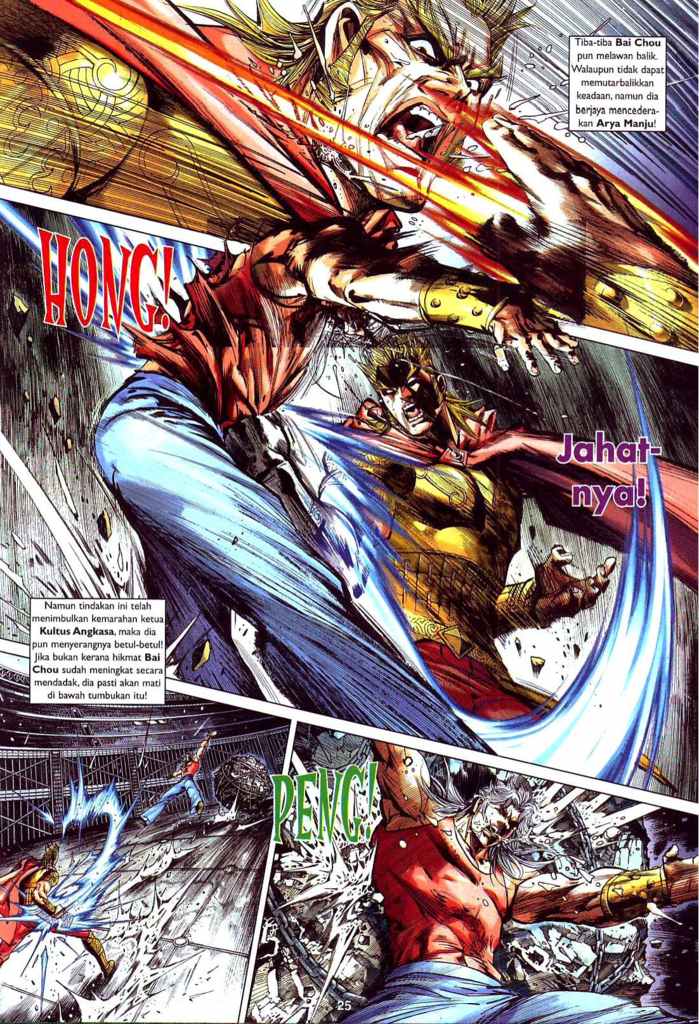 Tiba-tiba Bai Chou
pun melawan balik.
Walaupun tidak dapat
memutarbalikkan
keadaan, namun dia
berjaya mencedera-
kan Arya Manju!
HONG!
Jahat-
nya!
Namun tindakan ini telah
menimbulkan kemarahan ketua
Kultus Angkasa, maka dia
pun menyerangnya betul-betul!
Jika bukan kerana hikmat Bai
Chou sudah meningkat secara
mendadak, dia pasti akan mati
di bawah tumbukan itu!
PENG!
25